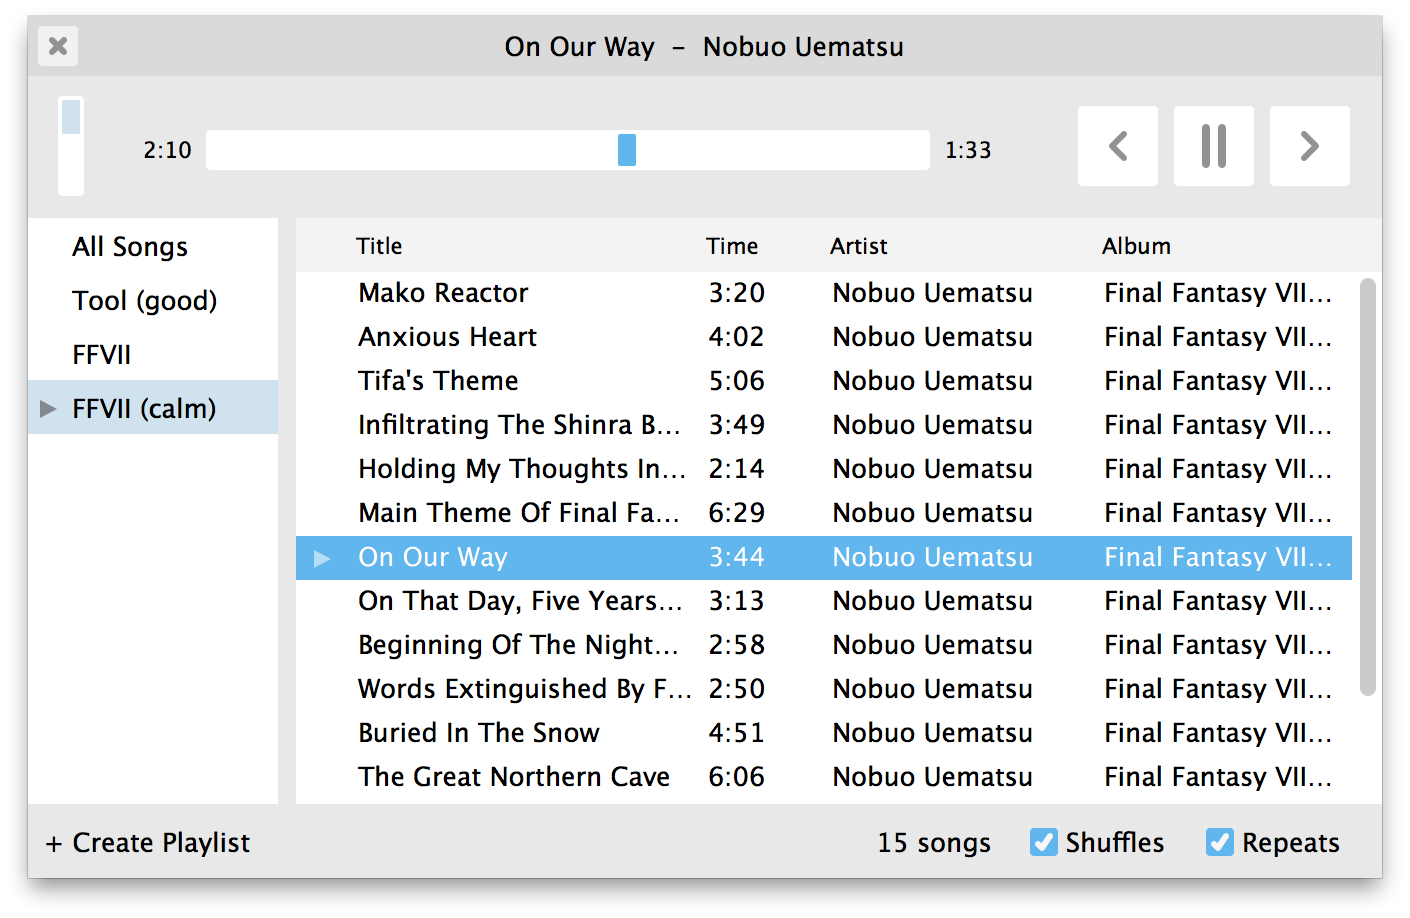 On Our Way – Nobuo Uematsu
2:10 1:33
All Songs
Tool (good)
FFVII
FFVII (calm)
Title Time Artist Album
Mako Reactor 3:20 Nobuo Uematsu Final Fantasy VII...
Anxious Heart 4:02 Nobuo Uematsu Final Fantasy VII...
Tifa's Theme 5:06 Nobuo Uematsu Final Fantasy VII...
Infiltrating The Shinra B... 3:49 Nobuo Uematsu Final Fantasy VII...
Holding My Thoughts In... 2:14 Nobuo Uematsu Final Fantasy VII...
Main Theme Of Final Fa... 6:29 Nobuo Uematsu Final Fantasy VII...
On Our Way 3:44 Nobuo Uematsu Final Fantasy VII...
On That Day, Five Years... 3:13 Nobuo Uematsu Final Fantasy VII...
Beginning Of The Night... 2:58 Nobuo Uematsu Final Fantasy VII...
Words Extinguished By F... 2:50 Nobuo Uematsu Final Fantasy VII...
Buried In The Snow 4:51 Nobuo Uematsu Final Fantasy VII...
The Great Northern Cave 6:06 Nobuo Uematsu Final Fantasy VII...
+ Create Playlist 15 songs Shuffles Repeats